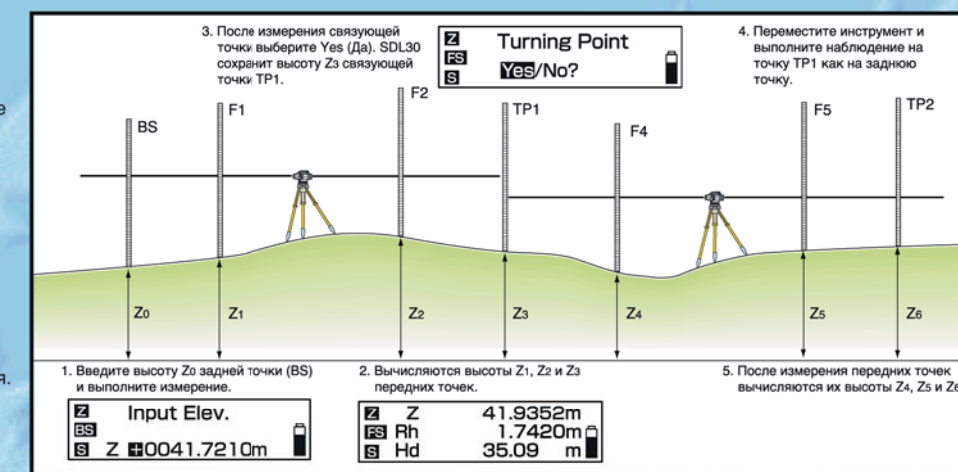 3. После измерения связующей
точки выберите Yes (Да). SDL30
сохранит высоту Z3 связующей
точки TP1.
Z
FS
S
Turning Point
Yes/No?
4. Переместите инструмент и
выполните наблюдение на
точку TP1 как на заднюю
точку.
е
BS
F1
F2
TP1
F4
F5
TP2
Z0
Z1
Z2
Z3
Z4
Z5
Z6
я.
1. Введите высоту Z0 задней точки (BS)
и выполните измерение.
Z
BS
S
Input Elev.
Z +0041.7210m
2. Вычисляются высоты Z1, Z2 и Z3
передних точек.
Z Z 41.9352m
FS Rh 1.7420m
S Hd 35.09 m
5. После измерения передних точек
вычисляются их высоты Z4, Z5 и Z6